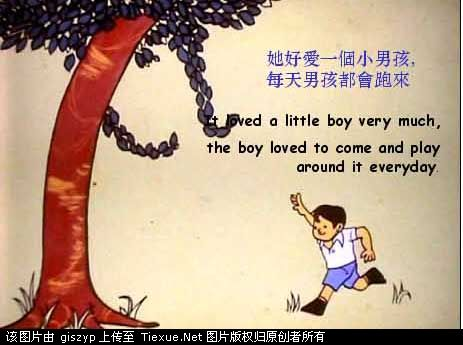 她好愛一個小男孩,
每天男孩都會跑來
It loved a little boy very much,
the boy loved to come and play
around it everyday.
该图片由 giszyp 上传至 Tiexue.Net 图片版权归原创者所有